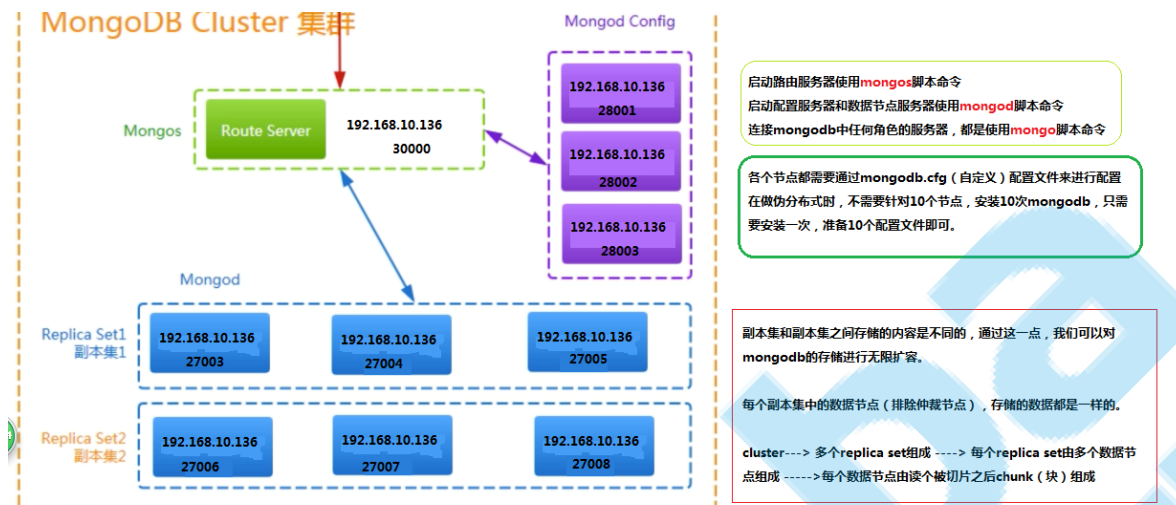 MongoDB Cluster 集群
Mongod Config
192.168.10.136
28001
192.168.10.136
28002
192.168.10.136
28003
Mongos
Route Server
192.168.10.136
30000
Mongod
Replica Set1
副本集1
192.168.10.136
27003
192.168.10.136
27004
192.168.10.136
27005
Replica Set2
副本集2
192.168.10.136
27006
192.168.10.136
27007
192.168.10.136
27008
启动路由服务器使用mongos脚本命令
启动配置服务器和数据节点服务器使用mongod脚本命令
连接mongodb中任何角色的服务器，都是使用mongo脚本命令
各个节点都需要通过mongodb.cfg（自定义）配置文件来进行配置
在做伪分布式时，不需要针对10个节点，安装10次mongodb，只需
要安装一次，准备10个配置文件即可。
副本集和副本集之间存储的内容是不同的，通过这一点，我们可以对
mongodb的存储进行无限扩容。
每个副本集中的数据节点（排除仲裁节点），存储的数据都是一样的。
cluster---> 多个replica set组成 ----> 每个replica set由多个数据节
点组成 ----->每个数据节点由读个被切片之后chunk（块）组成